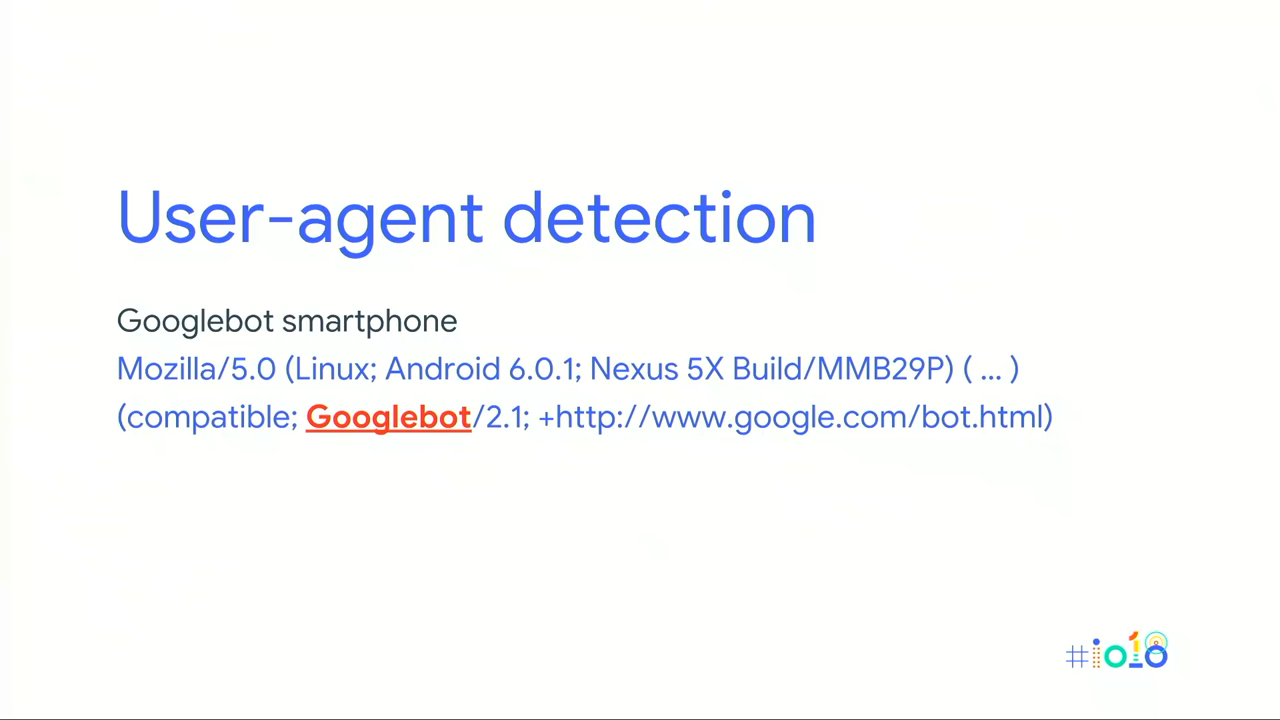 User-agent detection
Googlebot smartphone
Mozilla/5.0 (Linux; Android 6.0.1; Nexus 5X Build/MMB29P) ( ... )
(compatible; Googlebot/2.1; +http://www.google.com/bot.html)
#io18